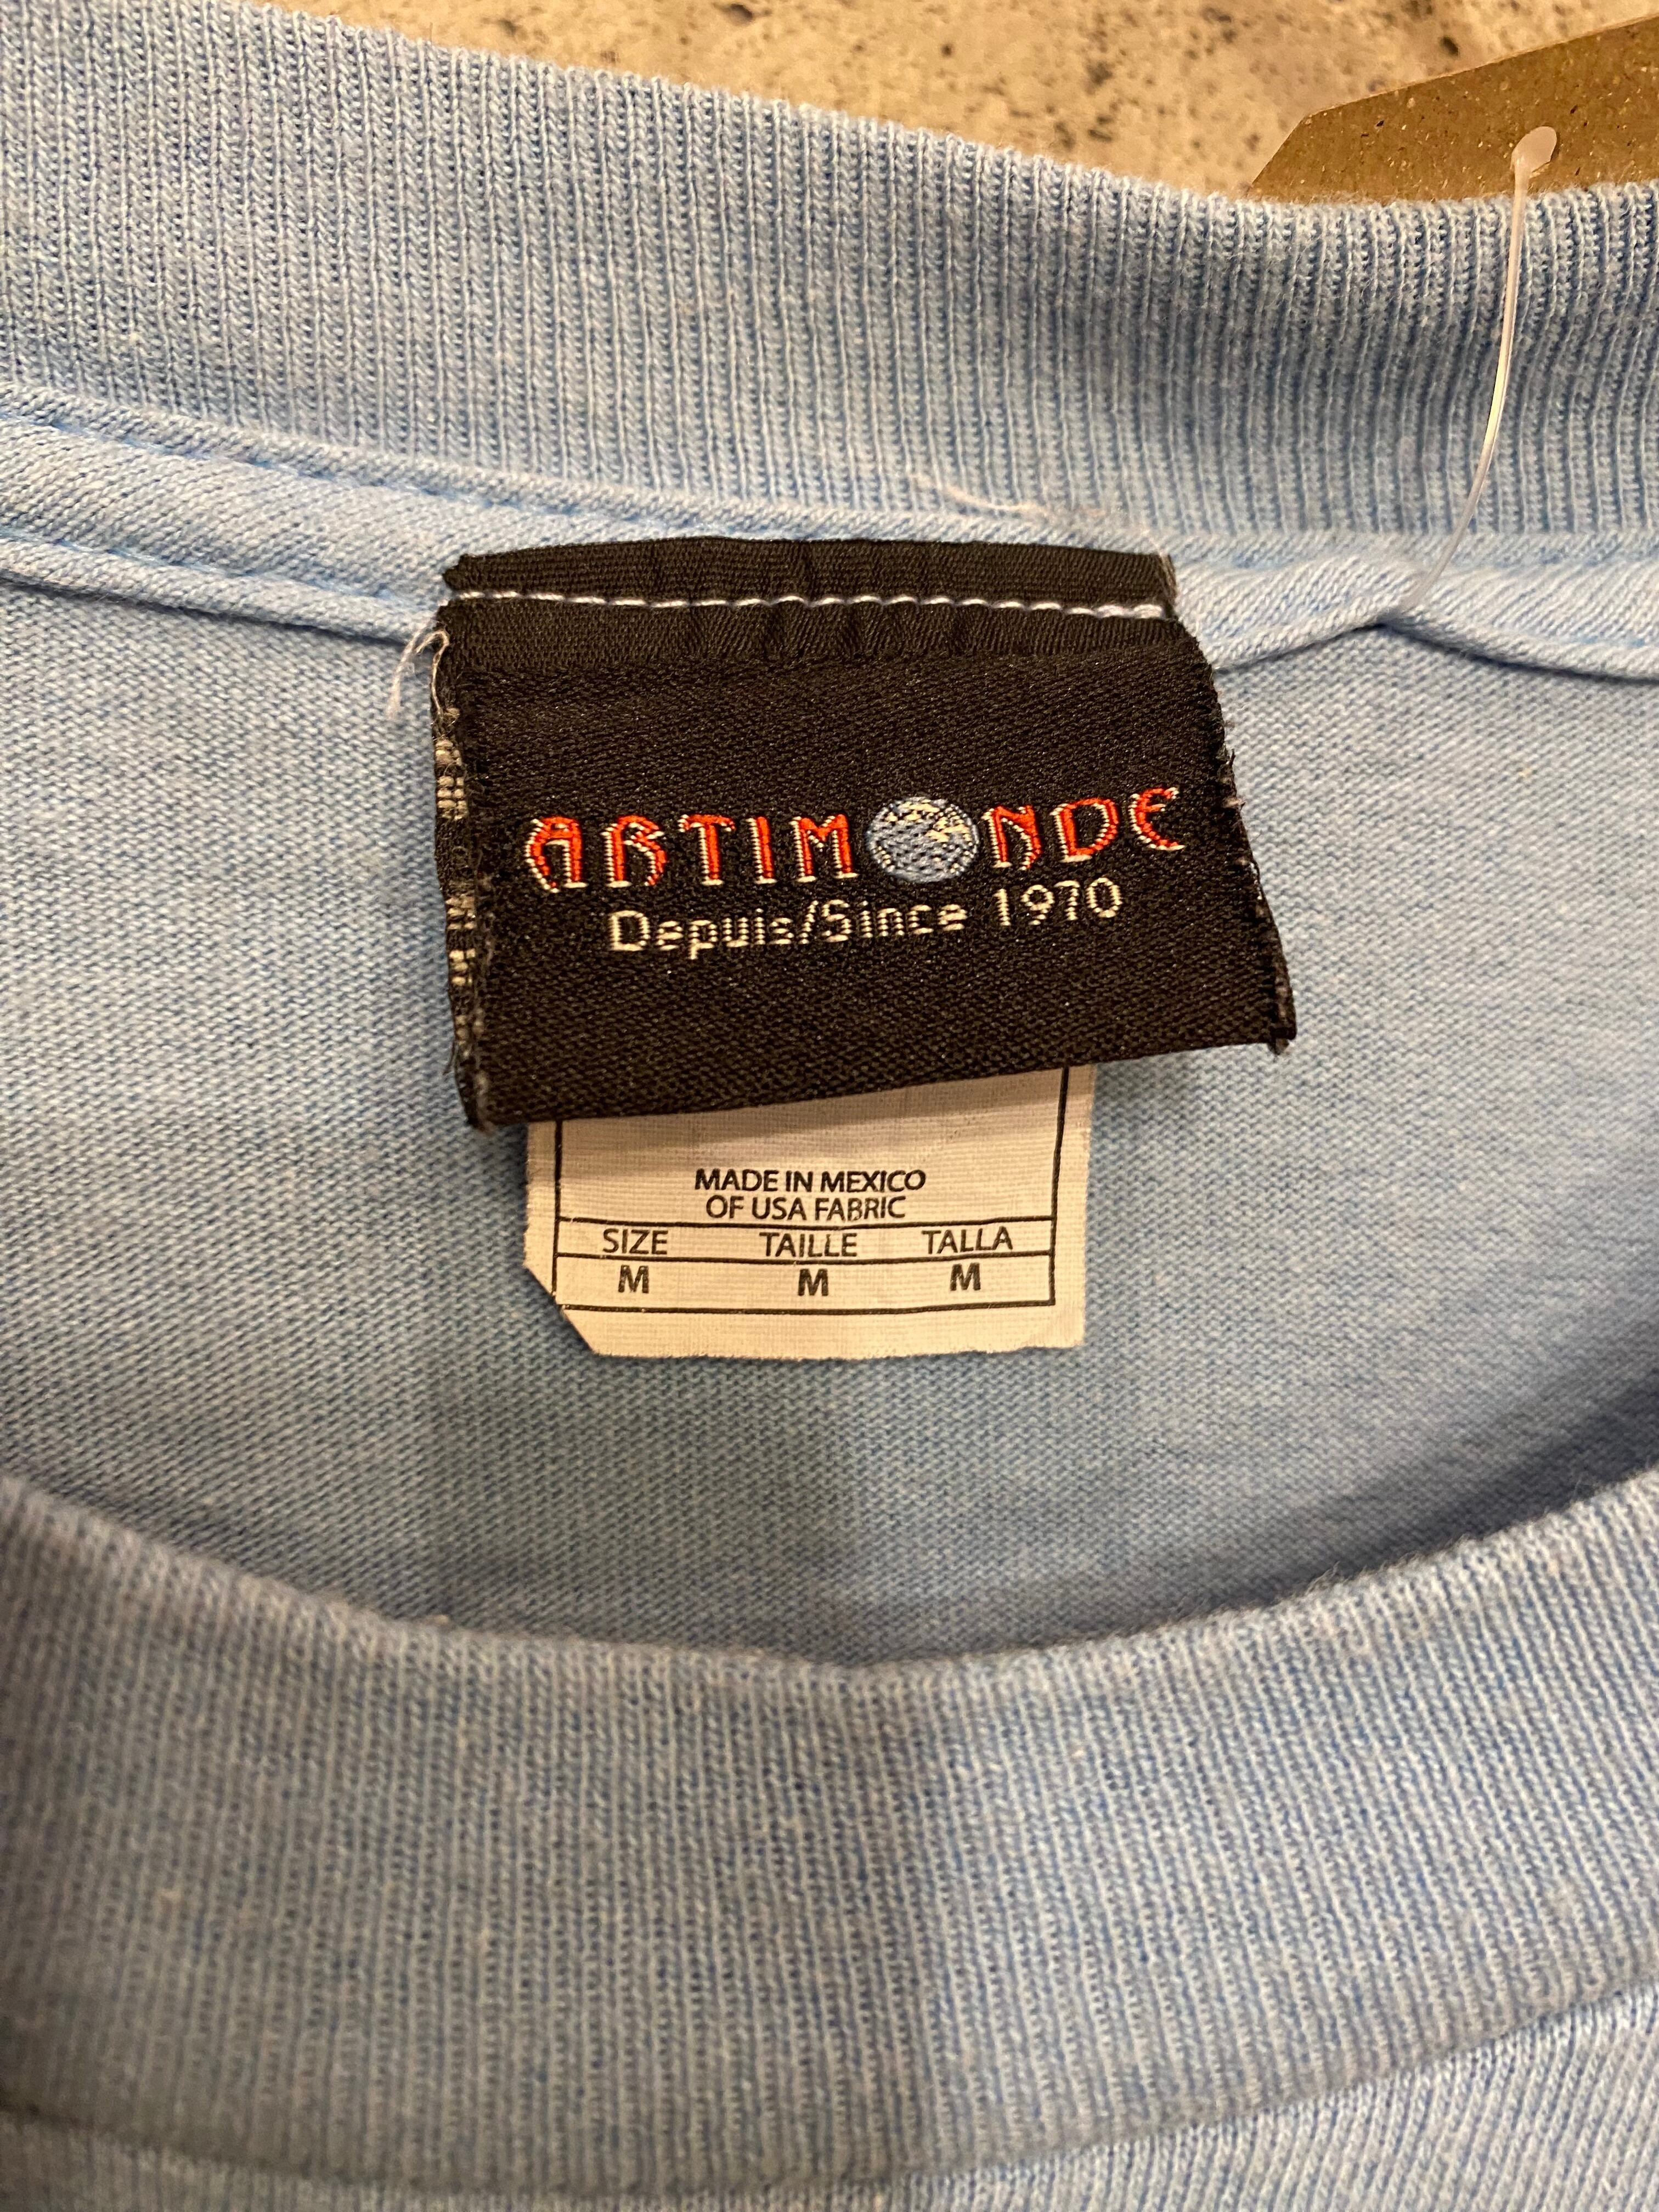 ARTIMONDE
Depuis/Since 1970
MADE IN MEXICO
OF USA FABRIC
SIZE TAILLE TALLA
M M M